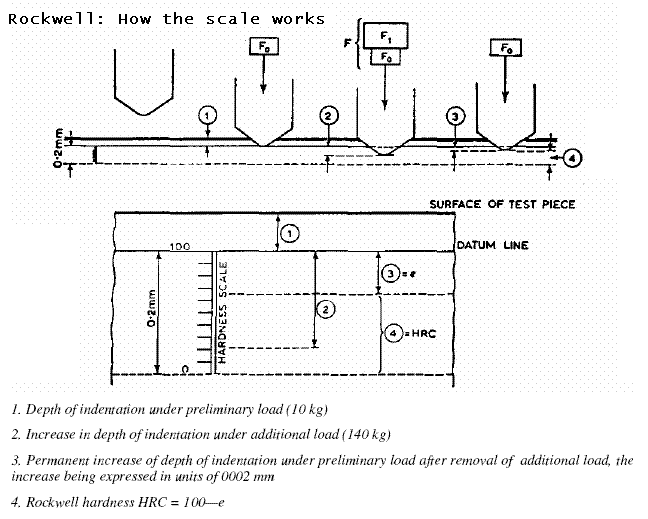 Rockwell: How the scale works
F₀
F
F₁
F₀
F₀
1
2
3
4
0·2mm
SURFACE OF TEST PIECE
1
100
DATUM LINE
3 = e
0·2mm
HARDNESS SCALE
2
4 = HRC
0
1. Depth of indentation under preliminary load (10 kg)
2. Increase in depth of indentation under additional load (140 kg)
3. Permanent increase of depth of indentation under preliminary load after removal of additional load, the
increase being expressed in units of 0002 mm
4. Rockwell hardness HRC = 100—e